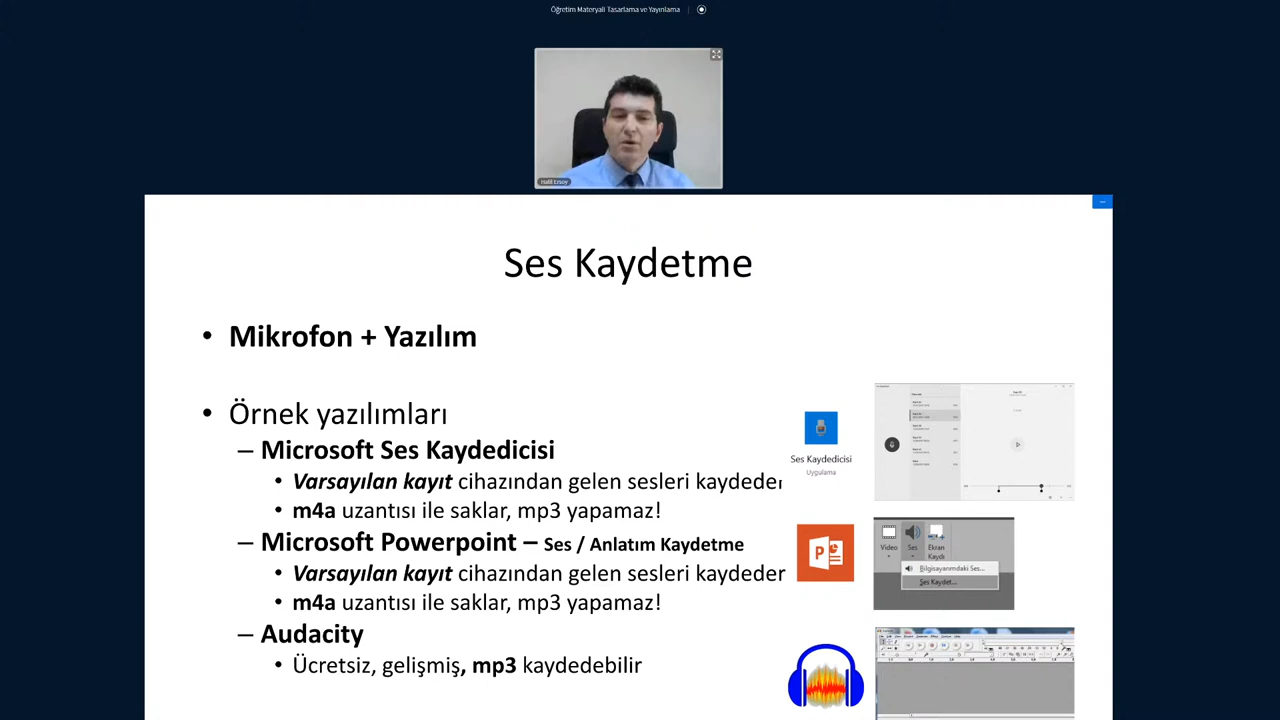 Öğretim Materyali Tasarlama ve Yayınlama
Halil Ersoy
Ses Kaydetme
• Mikrofon + Yazılım
• Örnek yazılımları
– Microsoft Ses Kaydedicisi
• Varsayılan kayıt cihazından gelen sesleri kaydeder
• m4a uzantısı ile saklar, mp3 yapamaz!
– Microsoft Powerpoint – Ses / Anlatım Kaydetme
• Varsayılan kayıt cihazından gelen sesleri kaydeder
• m4a uzantısı ile saklar, mp3 yapamaz!
– Audacity
• Ücretsiz, gelişmiş, mp3 kaydedebilir
Ses Kaydedicisi
Uygulama
Video
Ses
Ekran
Kaydı
Bilgisayarımdaki Ses...
Ses Kaydet...